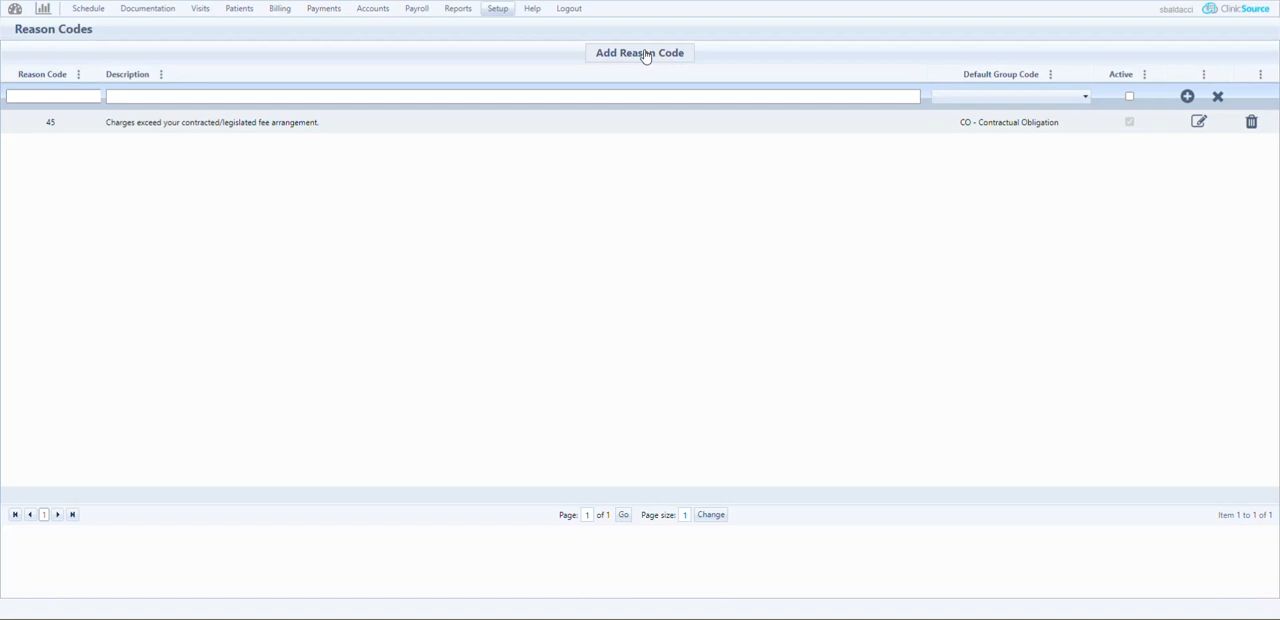 Schedule Documentation Visits Patients Billing Payments Accounts Payroll Reports Setup Help Logout sbaldacci ClinicSource
Reason Codes
Add Reason Code
Reason Code Description Default Group Code Active
45 Charges exceed your contracted/legislated fee arrangement. CO - Contractual Obligation
1 Page: 1 of 1 Go Page size: 1 Change Item 1 to 1 of 1